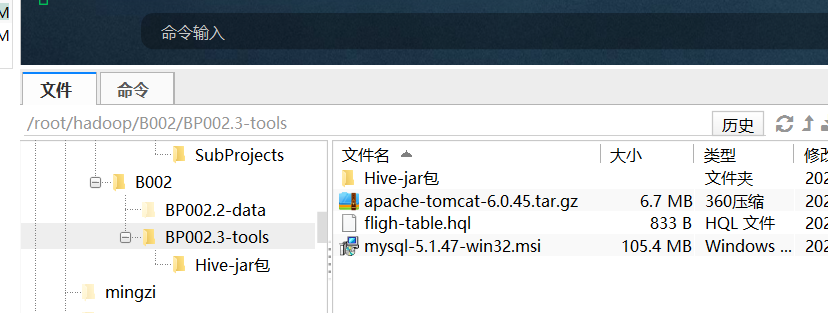 M
M
命令输入
文件 命令
/root/hadoop/B002/BP002.3-tools 历史
SubProjects
B002
BP002.2-data
BP002.3-tools
Hive-jar包
mingzi
文件名 大小 类型 修改
Hive-jar包 文件夹 202
apache-tomcat-6.0.45.tar.gz 6.7 MB 360压缩 202
fligh-table.hql 833 B HQL 文件 202
mysql-5.1.47-win32.msi 105.4 MB Windows ... 202